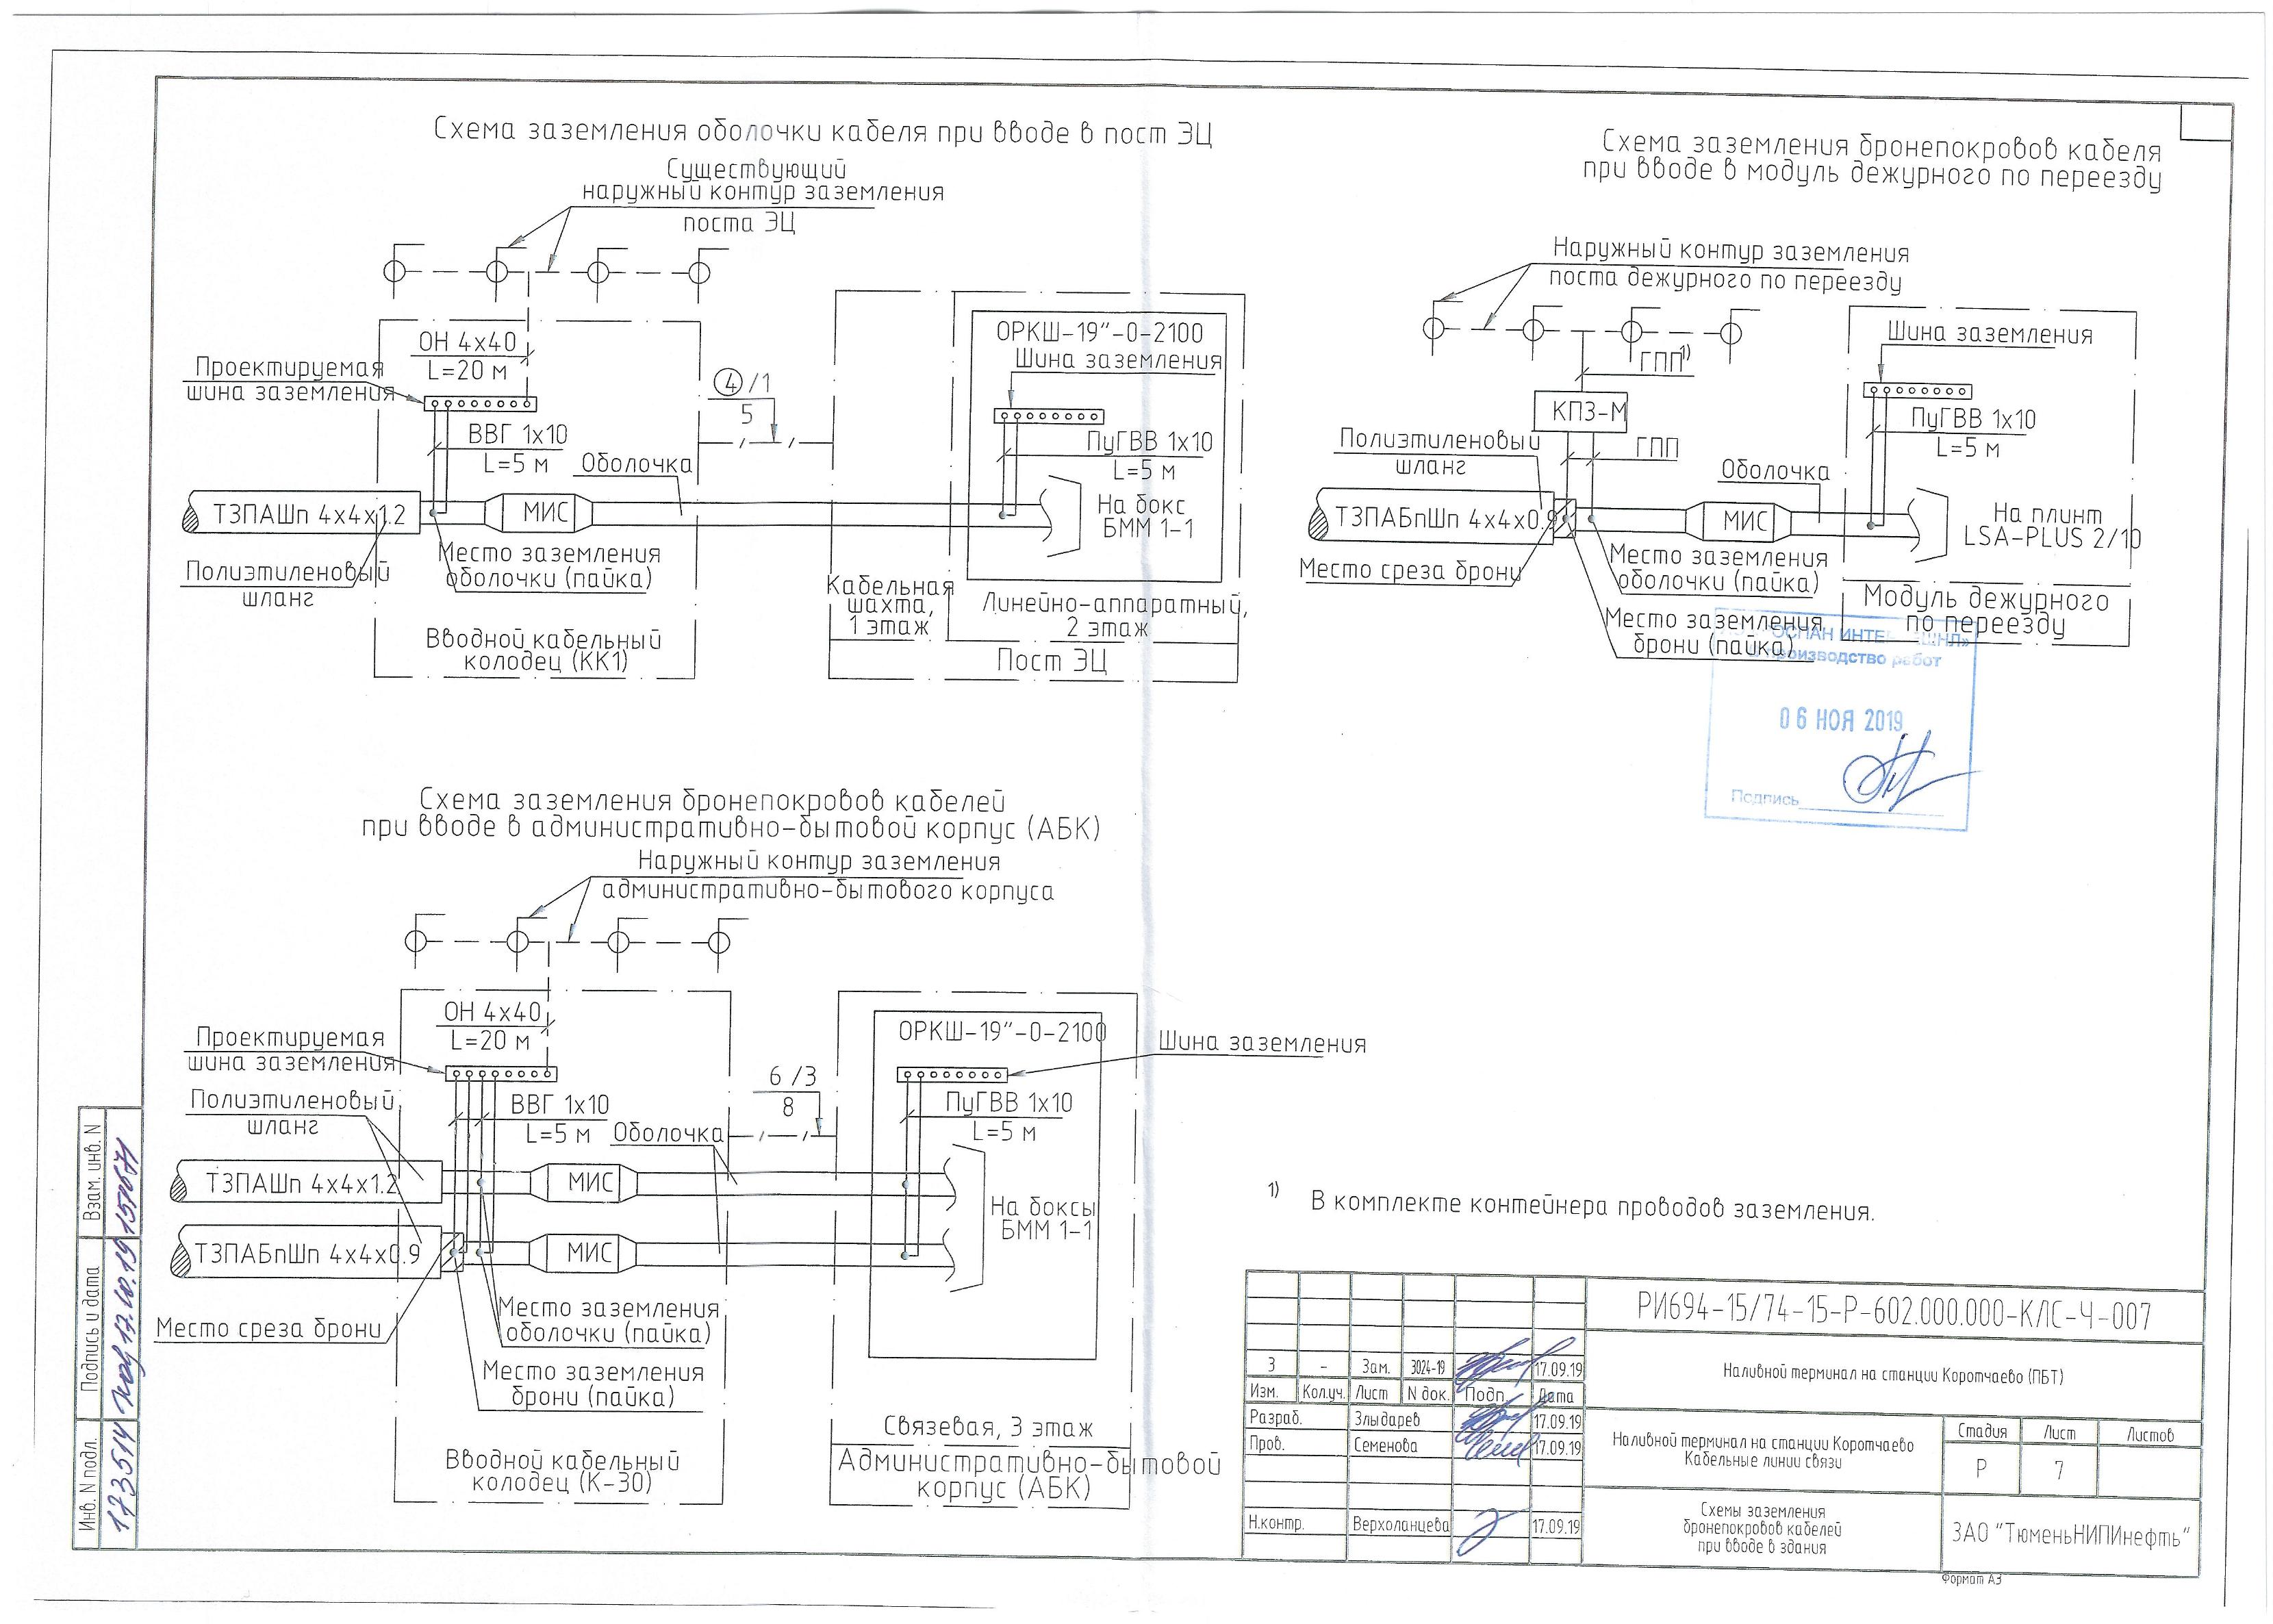 Схема заземления оболочки кабеля при вводе в пост ЭЦ
Существующий
наружный контур заземления
поста ЭЦ
ОН 4х40
L=20 м
Проектируемая
шина заземления
ВВГ 1х10
L=5 м
Оболочка
4/1
5
ОРКШ-19"-0-2100
Шина заземления
ПуГВВ 1х10
L=5 м
На бокс
БММ 1-1
ТЗПАШп 4х4х1.2
МИС
Полиэтиленовый
шланг
Место заземления
оболочки (пайка)
Вводной кабельный
колодец (КК1)
Кабельная
шахта,
1 этаж
Линейно-аппаратный,
2 этаж
Пост ЭЦ
Схема заземления бронепокровов кабеля
при вводе в модуль дежурного по переезду
Наружный контур заземления
поста дежурного по переезду
ГПП 1)
КПЗ-М
ГПП
Шина заземления
ПуГВВ 1х10
L=5 м
Полиэтиленовый
шланг
Оболочка
ТЗПАБпШп 4х4х0.9
МИС
На плинт
LSA-PLUS 2/10
Место среза брони
Место заземления
оболочки (пайка)
Место заземления
брони (пайка)
Модуль дежурного
по переезду
производство работ
06 НОЯ 2019
Подпись
Схема заземления бронепокровов кабелей
при вводе в административно-бытовой корпус (АБК)
Наружный контур заземления
административно-бытового корпуса
ОН 4х40
L=20 м
Проектируемая
шина заземления
Полиэтиленовый
шланг
ВВГ 1х10
L=5 м
Оболочка
6 /3
8
ОРКШ-19"-0-2100
Шина заземления
ПуГВВ 1х10
L=5 м
ТЗПАШп 4х4х1.2
МИС
ТЗПАБпШп 4х4х0.9
МИС
На боксы
БММ 1-1
Место среза брони
Место заземления
оболочки (пайка)
Место заземления
брони (пайка)
Вводной кабельный
колодец (К-30)
Связевая, 3 этаж
Административно-бытовой
корпус (АБК)
1) В комплекте контейнера проводов заземления.
РИ694-15/74-15-Р-602.000.000-КЛС-Ч-007
3 - Зам. 3024-19 17.09.19
Изм. Кол.уч. Лист N док. Подп. Дата
Наливной терминал на станции Коротчаево (ПБТ)
Разраб. Злыдарев 17.09.19
Пров. Семенова 17.09.19
Наливной терминал на станции Коротчаево
Кабельные линии связи
Стадия Лист Листов
Р 7
Н.контр. Верхоланцева 17.09.19
Схемы заземления
бронепокровов кабелей
при вводе в здания
ЗАО "ТюменьНИПИнефть"
Формат А3
Взам. инв. N
Подпись и дата
17.10.19
Инв. N подл.
1735514